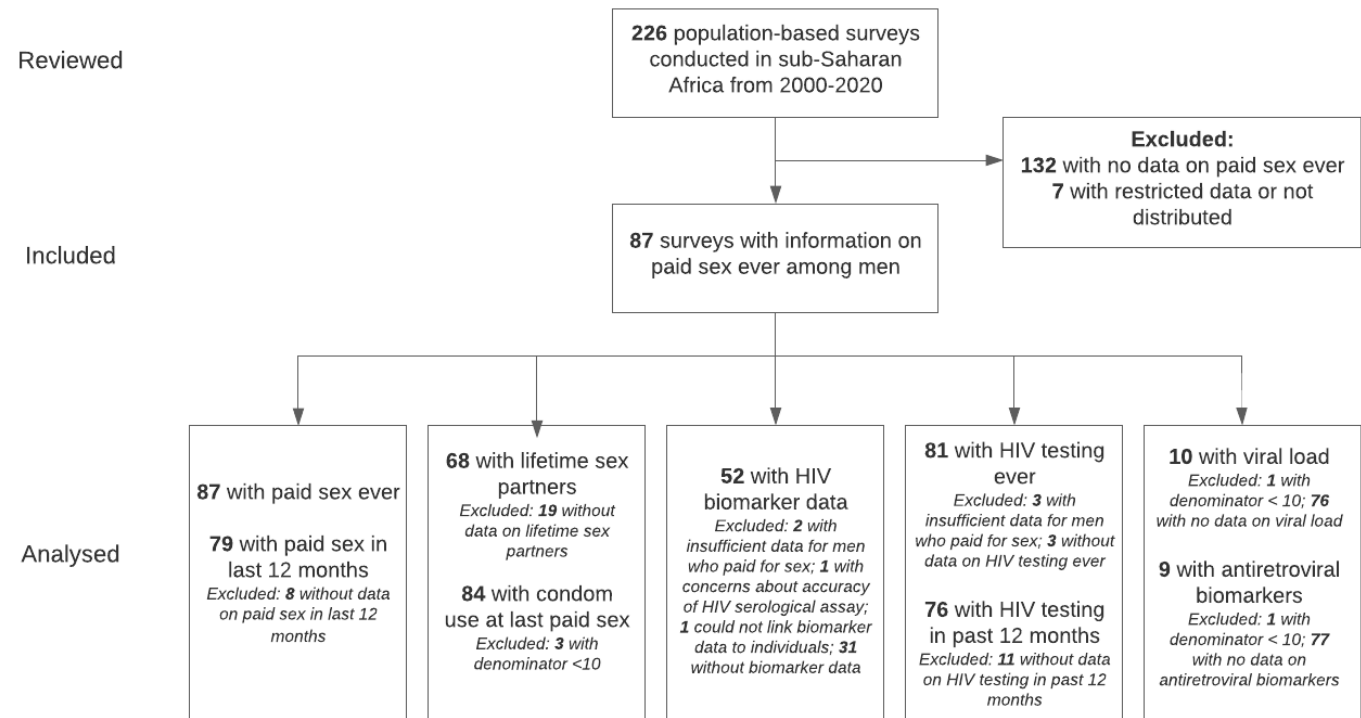 Reviewed
226 population-based surveys
conducted in sub-Saharan
Africa from 2000-2020
Excluded:
132 with no data on paid sex ever
7 with restricted data or not
distributed
Included
87 surveys with information on
paid sex ever among men
Analysed
87 with paid sex ever
79 with paid sex in
last 12 months
Excluded: 8 without data
on paid sex in last 12
months
68 with lifetime sex
partners
Excluded: 19 without
data on lifetime sex
partners
84 with condom
use at last paid sex
Excluded: 3 with
denominator <10
52 with HIV
biomarker data
Excluded: 2 with
insufficient data for men
who paid for sex; 1 with
concerns about accuracy
of HIV serological assay;
1 could not link biomarker
data to individuals; 31
without biomarker data
81 with HIV testing
ever
Excluded: 3 with
insufficient data for men
who paid for sex; 3 without
data on HIV testing ever
76 with HIV testing
in past 12 months
Excluded: 11 without data
on HIV testing in past 12
months
10 with viral load
Excluded: 1 with
denominator < 10; 76
with no data on viral load
9 with antiretroviral
biomarkers
Excluded: 1 with
denominator < 10; 77
with no data on
antiretroviral biomarkers